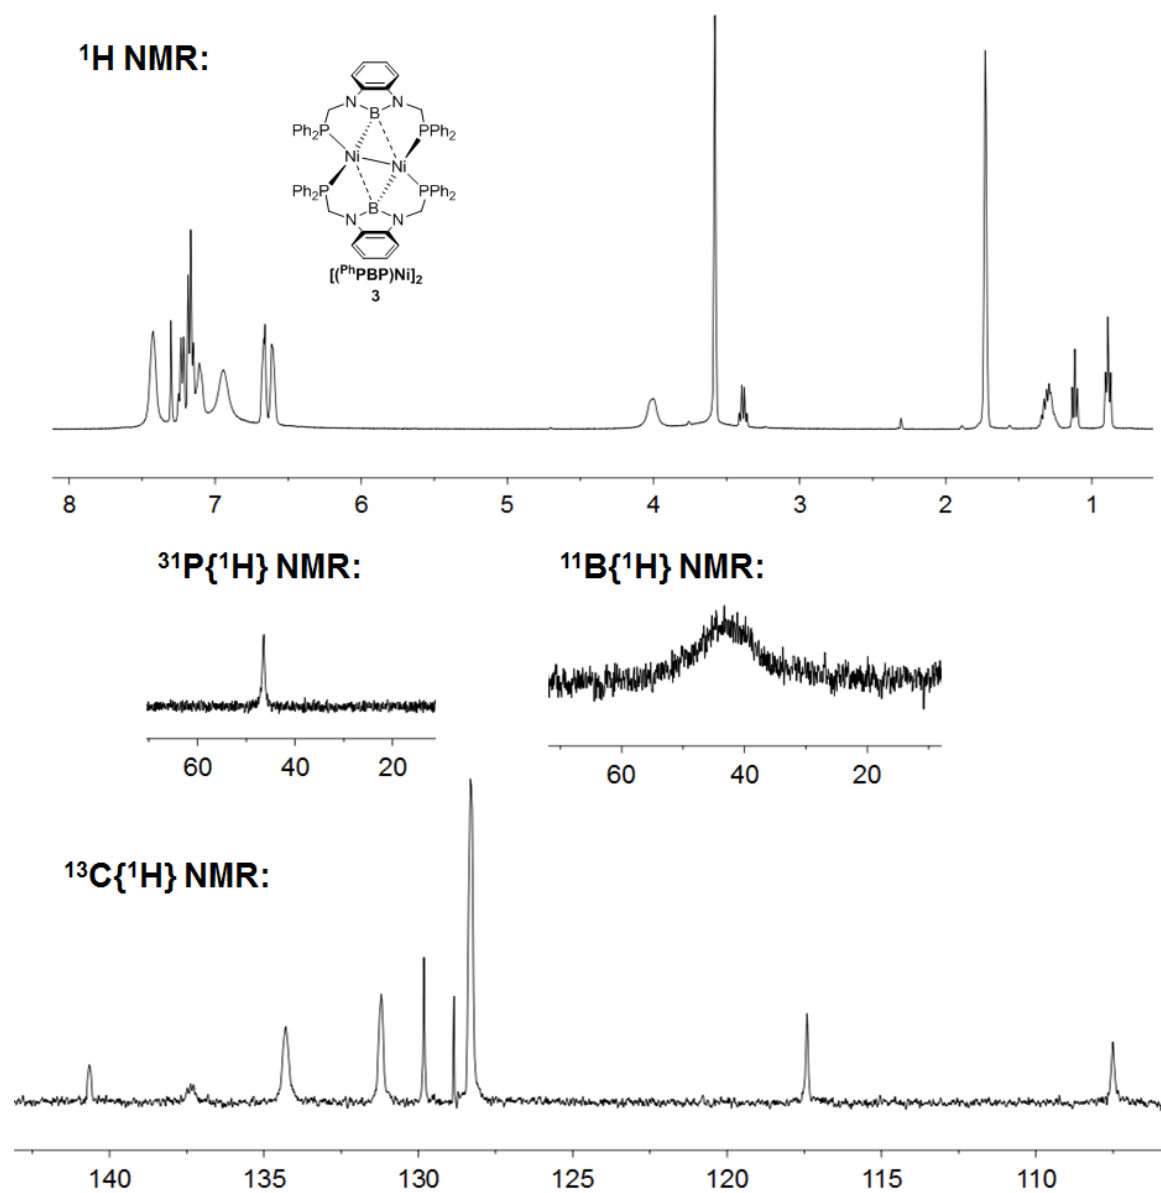 ¹H NMR:
N N
B
Ph₂P PPh₂
Ni Ni
Ph₂P PPh₂
B
N N
[(ᴾʰPBP)Ni]₂
3
8 7 6 5 4 3 2 1
³¹P{¹H} NMR: ¹¹B{¹H} NMR:
60 40 20 60 40 20
¹³C{¹H} NMR:
140 135 130 125 120 115 110